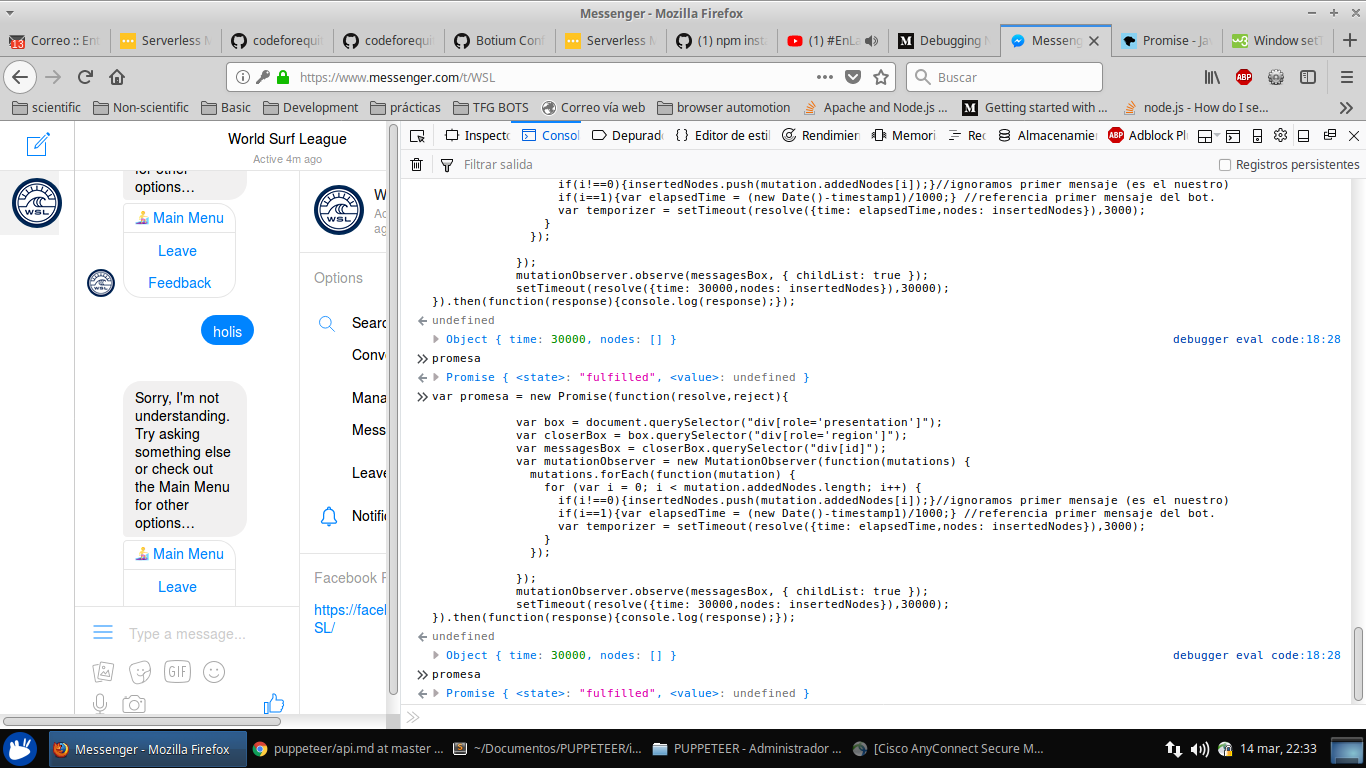 Messenger - Mozilla Firefox
13 Correo :: Ent
Serverless M
codeforequi
codeforequi
Botium Conf
Serverless M
(1) npm inst
(1) #EnLa
Debugging
Messeng
Promise - Ja
Window setT
https://www.messenger.com/t/WSL
Buscar
ABP
scientific
Non-scientific
Basic
Development
prácticas
TFG BOTS
Correo vía web
browser automotion
Apache and Node.js ...
Getting started with ...
node.js - How do I se...
World Surf League
Active 4m ago
for other
options...
Main Menu
Leave
Feedback
holis
Sorry, I'm not
understanding.
Try asking
something else
or check out
the Main Menu
for other
options...
Main Menu
Leave
Type a message...
GIF
WSL
W
Ac
ag
Options
Searc
Conv
Mana
Mess
Leave
Notific
Facebook P
https://facel
SL/
Inspecto
Consol
Depurado
Editor de estil
Rendimien
Memori
Rec
Almacenamien
Adblock Pl
Filtrar salida
Registros persistentes
if(i!==0){insertedNodes.push(mutation.addedNodes[i]);}//ignoramos primer mensaje (es el nuestro)
if(i==1){var elapsedTime = (new Date()-timestamp1)/1000;} //referencia primer mensaje del bot.
var temporizer = setTimeout(resolve({time: elapsedTime,nodes: insertedNodes}),3000);
}
});
});
mutationObserver.observe(messagesBox, { childList: true });
setTimeout(resolve({time: 30000,nodes: insertedNodes}),30000);
}).then(function(response){console.log(response);});
undefined
Object { time: 30000, nodes: [] }
debugger eval code:18:28
promesa
Promise { <state>: "fulfilled", <value>: undefined }
var promesa = new Promise(function(resolve,reject){
var box = document.querySelector("div[role='presentation']");
var closerBox = box.querySelector("div[role='region']");
var messagesBox = closerBox.querySelector("div[id]");
var mutationObserver = new MutationObserver(function(mutations) {
mutations.forEach(function(mutation) {
for (var i = 0; i < mutation.addedNodes.length; i++) {
if(i!==0){insertedNodes.push(mutation.addedNodes[i]);}//ignoramos primer mensaje (es el nuestro)
if(i==1){var elapsedTime = (new Date()-timestamp1)/1000;} //referencia primer mensaje del bot.
var temporizer = setTimeout(resolve({time: elapsedTime,nodes: insertedNodes}),3000);
}
});
});
mutationObserver.observe(messagesBox, { childList: true });
setTimeout(resolve({time: 30000,nodes: insertedNodes}),30000);
}).then(function(response){console.log(response);});
undefined
Object { time: 30000, nodes: [] }
debugger eval code:18:28
promesa
Promise { <state>: "fulfilled", <value>: undefined }
Messenger - Mozilla Firefox
puppeteer/api.md at master ...
~/Documentos/PUPPETEER/i...
PUPPETEER - Administrador ...
[Cisco AnyConnect Secure M...
14 mar, 22:33